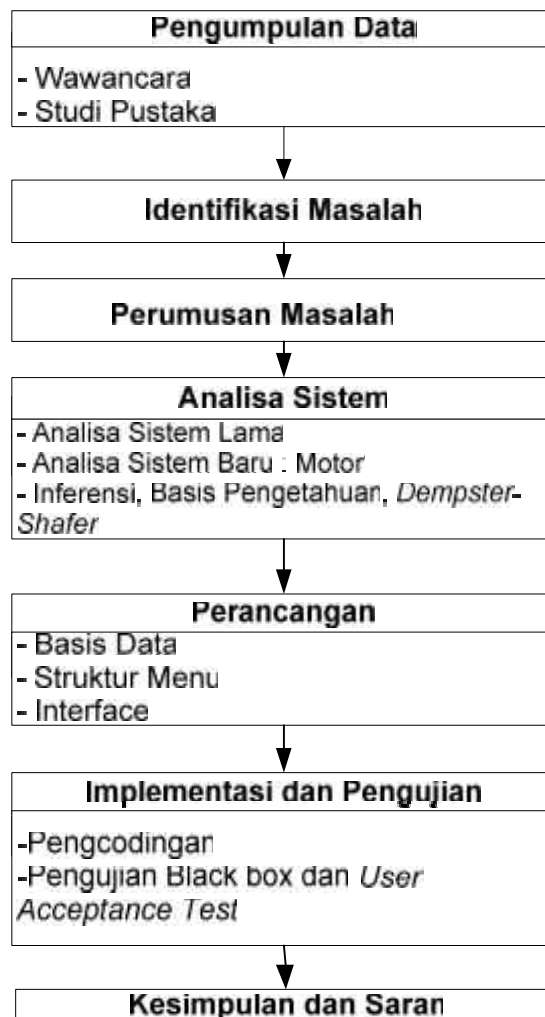 Pengumpulan Data
- Wawancara
- Studi Pustaka
Identifikasi Masalah
Perumusan Masalah
Analisa Sistem
- Analisa Sistem Lama
- Analisa Sistem Baru : Motor
- Inferensi, Basis Pengetahuan, Dempster-
Shafer
Perancangan
- Basis Data
- Struktur Menu
- Interface
Implementasi dan Pengujian
-Pengcodingan
-Pengujian Black box dan User
Acceptance Test
Kesimpulan dan Saran